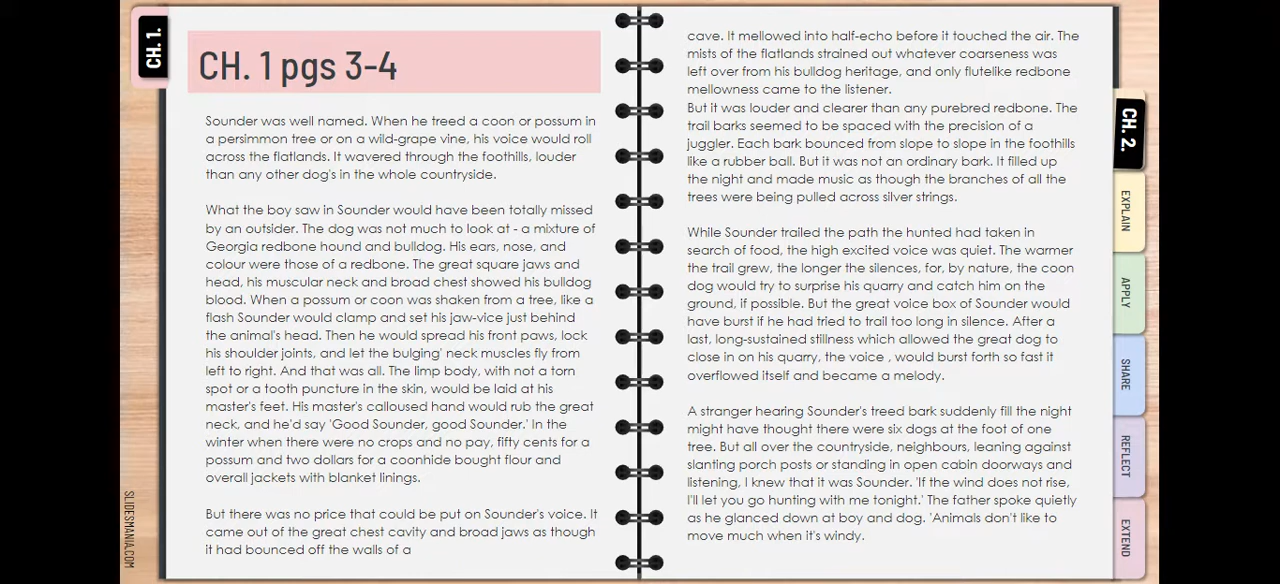 CH. 1.
CH. 1 pgs 3-4
Sounder was well named. When he treed a coon or possum in
a persimmon tree or on a wild-grape vine, his voice would roll
across the flatlands. It wavered through the foothills, louder
than any other dog's in the whole countryside.
What the boy saw in Sounder would have been totally missed
by an outsider. The dog was not much to look at - a mixture of
Georgia redbone hound and bulldog. His ears, nose, and
colour were those of a redbone. The great square jaws and
head, his muscular neck and broad chest showed his bulldog
blood. When a possum or coon was shaken from a tree, like a
flash Sounder would clamp and set his jaw-vice just behind
the animal's head. Then he would spread his front paws, lock
his shoulder joints, and let the bulging' neck muscles fly from
left to right. And that was all. The limp body, with not a torn
spot or a tooth puncture in the skin, would be laid at his
master's feet. His master's calloused hand would rub the great
neck, and he'd say 'Good Sounder, good Sounder.' In the
winter when there were no crops and no pay, fifty cents for a
possum and two dollars for a coonhide bought flour and
overall jackets with blanket linings.
But there was no price that could be put on Sounder's voice. It
came out of the great chest cavity and broad jaws as though
it had bounced off the walls of a
cave. It mellowed into half-echo before it touched the air. The
mists of the flatlands strained out whatever coarseness was
left over from his bulldog heritage, and only flutelike redbone
mellowness came to the listener.
But it was louder and clearer than any purebred redbone. The
trail barks seemed to be spaced with the precision of a
juggler. Each bark bounced from slope to slope in the foothills
like a rubber ball. But it was not an ordinary bark. It filled up
the night and made music as though the branches of all the
trees were being pulled across silver strings.
While Sounder trailed the path the hunted had taken in
search of food, the high excited voice was quiet. The warmer
the trail grew, the longer the silences, for, by nature, the coon
dog would try to surprise his quarry and catch him on the
ground, if possible. But the great voice box of Sounder would
have burst if he had tried to trail too long in silence. After a
last, long-sustained stillness which allowed the great dog to
close in on his quarry, the voice , would burst forth so fast it
overflowed itself and became a melody.
A stranger hearing Sounder's treed bark suddenly fill the night
might have thought there were six dogs at the foot of one
tree. But all over the countryside, neighbours, leaning against
slanting porch posts or standing in open cabin doorways and
listening, I knew that it was Sounder. 'If the wind does not rise,
I'll let you go hunting with me tonight.' The father spoke quietly
as he glanced down at boy and dog. 'Animals don't like to
move much when it's windy.
CH. 2.
EXPLAIN
APPLY
SHARE
REFLECT
EXTEND
SLIDESMANIA.COM